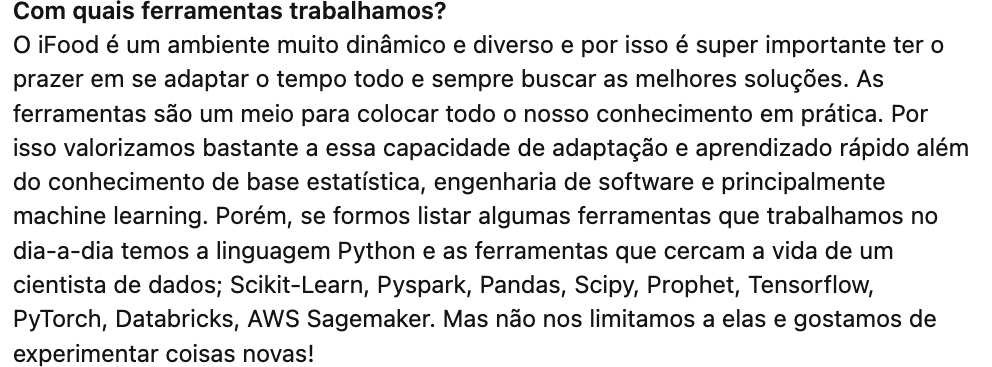 Com quais ferramentas trabalhamos?
O iFood é um ambiente muito dinâmico e diverso e por isso é super importante ter o
prazer em se adaptar o tempo todo e sempre buscar as melhores soluções. As
ferramentas são um meio para colocar todo o nosso conhecimento em prática. Por
isso valorizamos bastante a essa capacidade de adaptação e aprendizado rápido além
do conhecimento de base estatística, engenharia de software e principalmente
machine learning. Porém, se formos listar algumas ferramentas que trabalhamos no
dia-a-dia temos a linguagem Python e as ferramentas que cercam a vida de um
cientista de dados; Scikit-Learn, Pyspark, Pandas, Scipy, Prophet, Tensorflow,
PyTorch, Databricks, AWS Sagemaker. Mas não nos limitamos a elas e gostamos de
experimentar coisas novas!